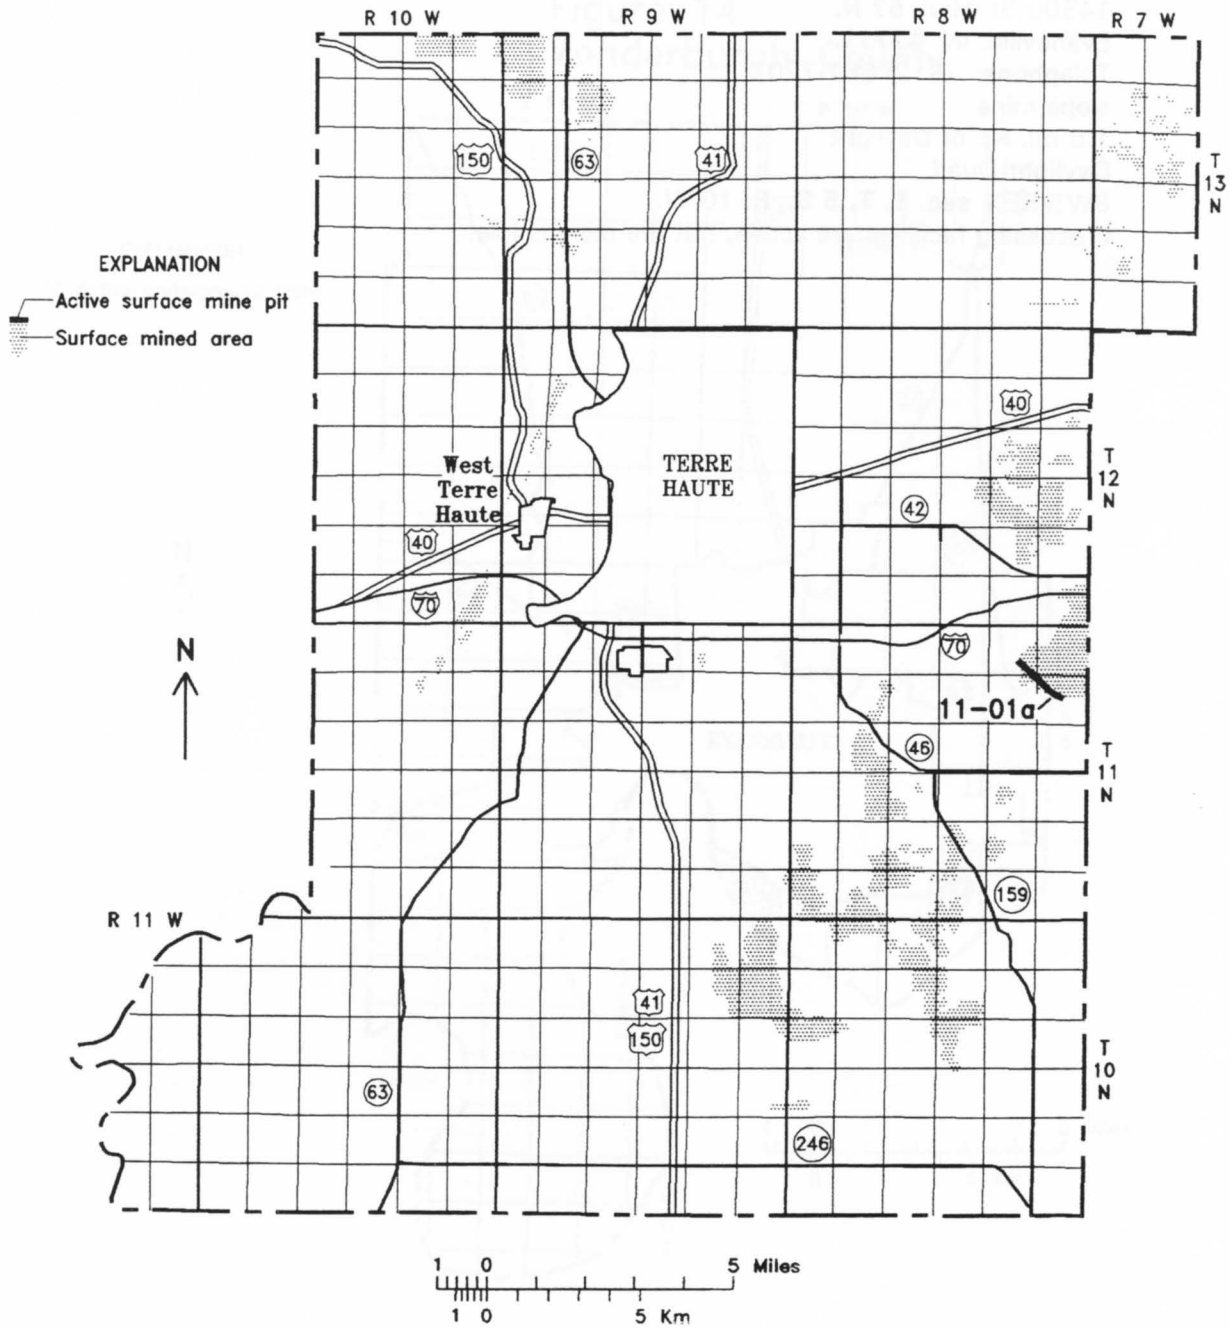 R 10 W
R 9 W
R 8 W
R 7 W
150
63
41
T
13
N
EXPLANATION
Active surface mine pit
Surface mined area
40
West
Terre
Haute
TERRE
HAUTE
T
12
N
42
40
70
N
70
11-01a
46
T
11
N
159
R 11 W
41
150
T
10
N
63
246
1 0 5 Miles
1 0 5 Km